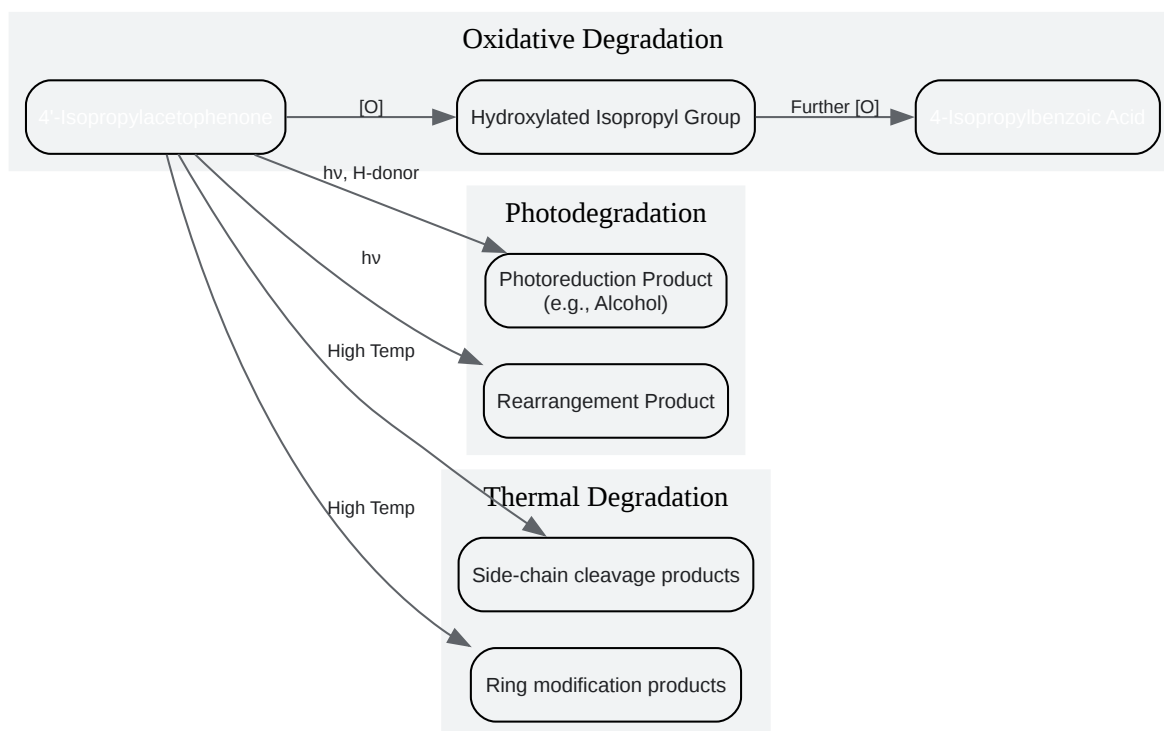 Oxidative Degradation
4'-Isopropylacetophenone
[O]
Hydroxylated Isopropyl Group
Further [O]
4-Isopropylbenzoic Acid
hν, H-donor
Photodegradation
hν
Photoreduction Product
(e.g., Alcohol)
High Temp
Rearrangement Product
Thermal Degradation
High Temp
Side-chain cleavage products
Ring modification products